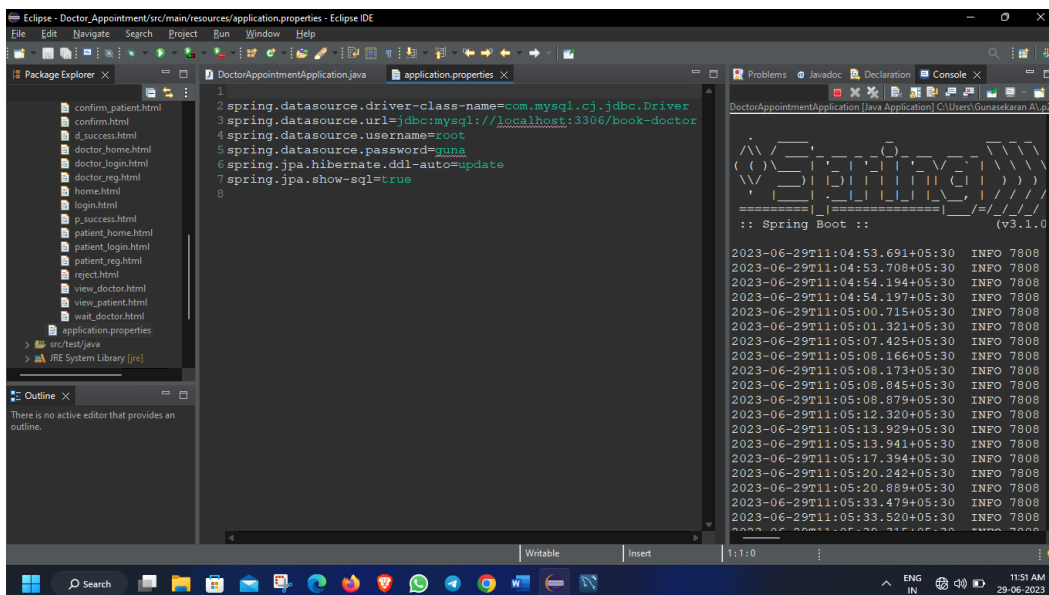 Eclipse - Doctor_Appointment/src/main/resources/application.properties - Eclipse IDE
File Edit Navigate Search Project Run Window Help
Package Explorer
confirm_patient.html
confirm.html
d_success.html
doctor_home.html
doctor_login.html
doctor_reg.html
home.html
login.html
p_success.html
patient_home.html
patient_login.html
patient_reg.html
reject.html
view_doctor.html
view_patient.html
wait_doctor.html
application.properties
src/test/java
JRE System Library [jre]
Outline
There is no active editor that provides an
outline.
DoctorAppointmentApplication.java application.properties
1
2 spring.datasource.driver-class-name=com.mysql.cj.jdbc.Driver
3 spring.datasource.url=jdbc:mysql://localhost:3306/book-doctor
4 spring.datasource.username=root
5 spring.datasource.password=guna
6 spring.jpa.hibernate.ddl-auto=update
7 spring.jpa.show-sql=true
8
Problems Javadoc Declaration Console
DoctorAppointmentApplication [Java Application] C:\Users\Gunasekaran A\.p2
Spring
:: Spring Boot :: (v3.1.0
2023-06-29T11:04:53.691+05:30 INFO 7808
2023-06-29T11:04:53.708+05:30 INFO 7808
2023-06-29T11:04:54.194+05:30 INFO 7808
2023-06-29T11:04:54.197+05:30 INFO 7808
2023-06-29T11:05:00.715+05:30 INFO 7808
2023-06-29T11:05:01.321+05:30 INFO 7808
2023-06-29T11:05:07.425+05:30 INFO 7808
2023-06-29T11:05:08.166+05:30 INFO 7808
2023-06-29T11:05:08.173+05:30 INFO 7808
2023-06-29T11:05:08.845+05:30 INFO 7808
2023-06-29T11:05:08.879+05:30 INFO 7808
2023-06-29T11:05:12.320+05:30 INFO 7808
2023-06-29T11:05:13.929+05:30 INFO 7808
2023-06-29T11:05:13.941+05:30 INFO 7808
2023-06-29T11:05:17.394+05:30 INFO 7808
2023-06-29T11:05:20.242+05:30 INFO 7808
2023-06-29T11:05:20.889+05:30 INFO 7808
2023-06-29T11:05:33.479+05:30 INFO 7808
2023-06-29T11:05:33.520+05:30 INFO 7808
Writable Insert 1:1:0
Search
ENG
IN
11:51 AM
29-06-2023